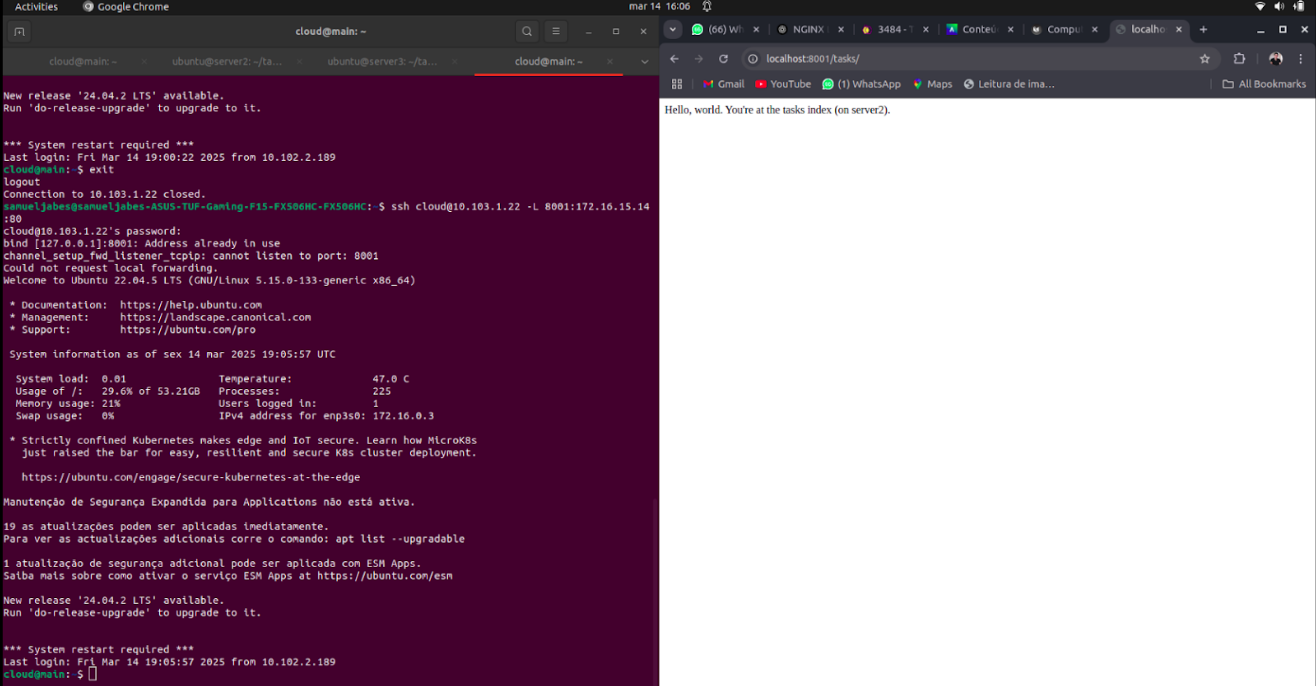 Activities
Google Chrome
mar 14 16:06
cloud@main: ~
cloud@main: ~
ubuntu@server2: ~/ta...
ubuntu@server3: ~/ta...
cloud@main: ~
New release '24.04.2 LTS' available.
Run 'do-release-upgrade' to upgrade to it.
*** System restart required ***
Last login: Fri Mar 14 19:00:22 2025 from 10.102.2.189
cloud@main:~$ exit
logout
Connection to 10.103.1.22 closed.
samueljabes@samueljabes-ASUS-TUF-Gaming-F15-FX506HC-FX506HC:~$ ssh cloud@10.103.1.22 -L 8001:172.16.15.14
:80
cloud@10.103.1.22's password:
bind [127.0.0.1]:8001: Address already in use
channel_setup_fwd_listener_tcpip: cannot listen to port: 8001
Could not request local forwarding.
Welcome to Ubuntu 22.04.5 LTS (GNU/Linux 5.15.0-133-generic x86_64)
* Documentation: https://help.ubuntu.com
* Management: https://landscape.canonical.com
* Support: https://ubuntu.com/pro
System information as of sex 14 mar 2025 19:05:57 UTC
System load: 0.01 Temperature: 47.0 C
Usage of /: 29.6% of 53.21GB Processes: 225
Memory usage: 21% Users logged in: 1
Swap usage: 0% IPv4 address for enp3s0: 172.16.0.3
* Strictly confined Kubernetes makes edge and IoT secure. Learn how MicroK8s
just raised the bar for easy, resilient and secure K8s cluster deployment.
https://ubuntu.com/engage/secure-kubernetes-at-the-edge
Manutenção de Segurança Expandida para Applications não está ativa.
19 as atualizações podem ser aplicadas imediatamente.
Para ver as actualizações adicionais corre o comando: apt list --upgradable
1 atualização de segurança adicional pode ser aplicada com ESM Apps.
Saiba mais sobre como ativar o serviço ESM Apps at https://ubuntu.com/esm
New release '24.04.2 LTS' available.
Run 'do-release-upgrade' to upgrade to it.
*** System restart required ***
Last login: Fri Mar 14 19:05:57 2025 from 10.102.2.189
cloud@main:~$
(66) Wh
NGINX
3484 - T
Conteú
Compu
localho
localhost:8001/tasks/
Gmail
YouTube
(1) WhatsApp
Maps
Leitura de ima...
All Bookmarks
Hello, world. You're at the tasks index (on server2).